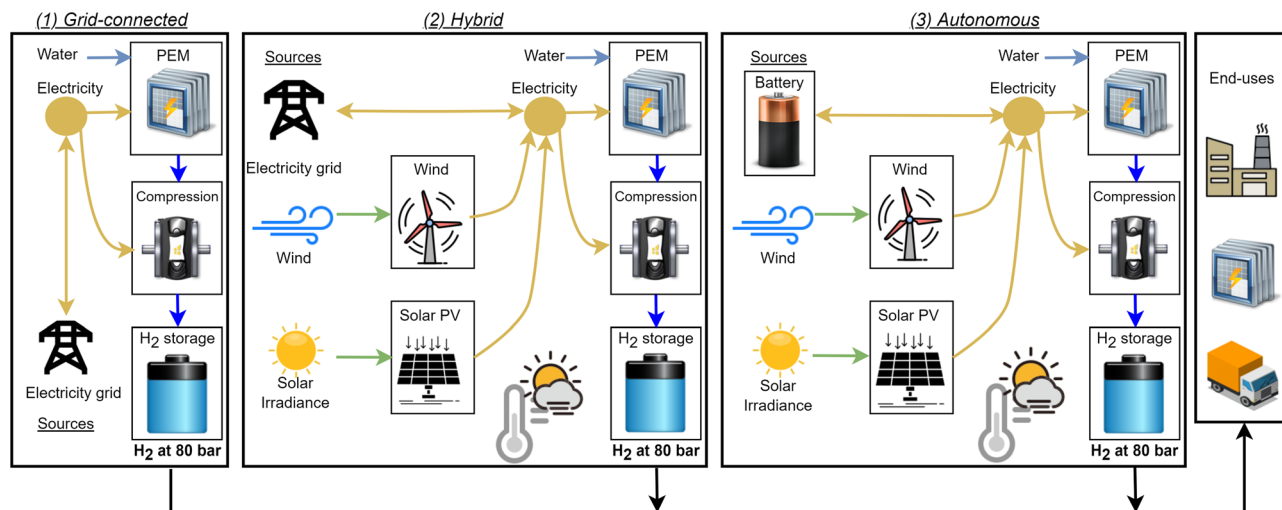 (1) Grid-connected
Water
PEM
Electricity
Compression
H2 storage
Electricity grid
Sources
H2 at 80 bar
(2) Hybrid
Sources
Water
PEM
Electricity
Electricity grid
Wind
Compression
Wind
Solar PV
H2 storage
Solar
Irradiance
H2 at 80 bar
(3) Autonomous
Sources
Battery
Water
PEM
Electricity
Wind
Compression
Wind
Solar PV
H2 storage
Solar
Irradiance
H2 at 80 bar
End-uses